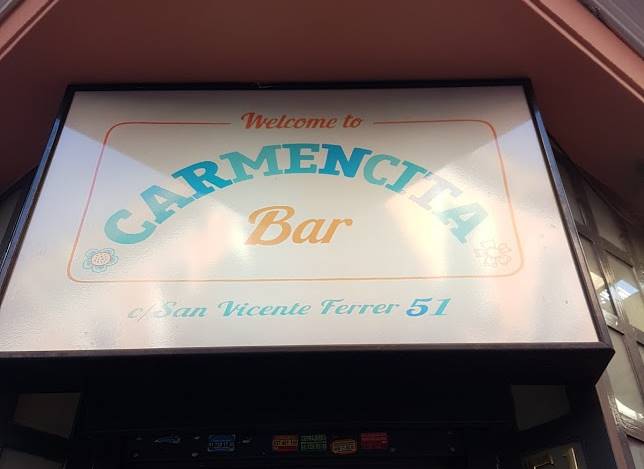 Welcome to
CARMENCITA
Bar
c/San Vicente Ferrer 51